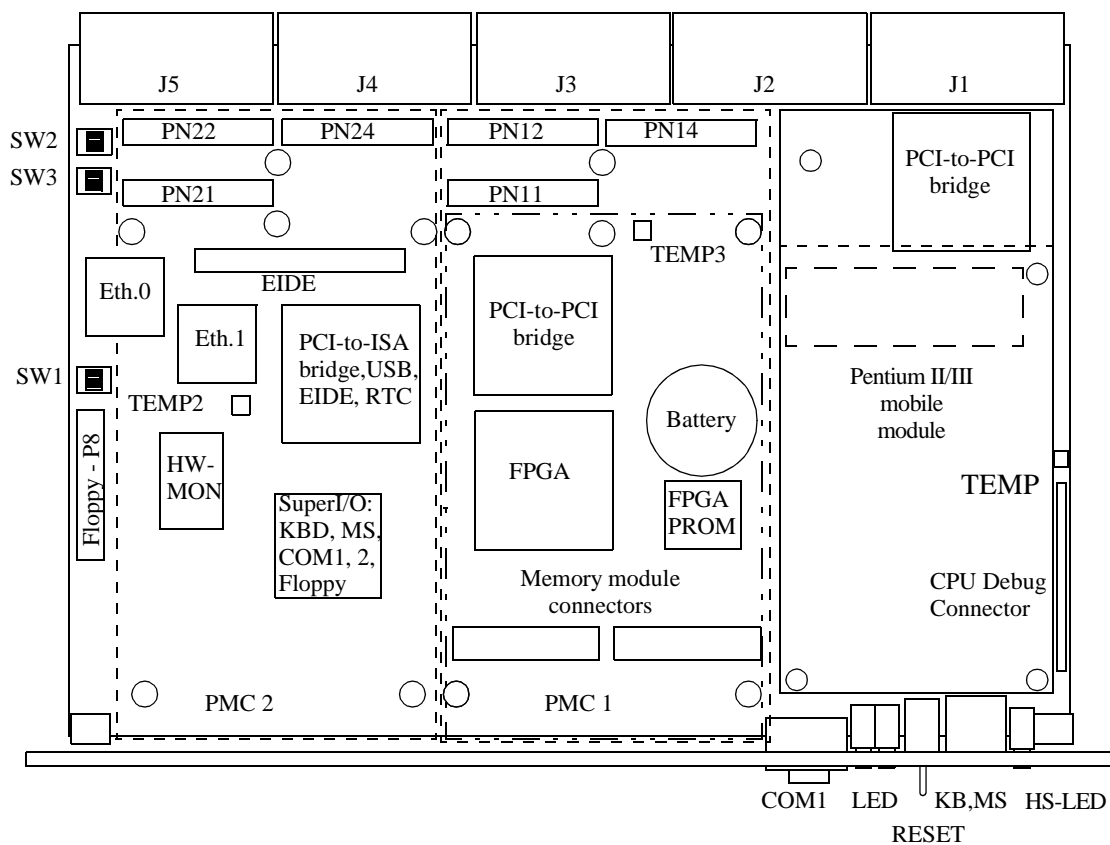 J5
J4
J3
J2
J1
SW2
PN22
PN24
PN12
PN14
PCI-to-PCI
bridge
SW3
PN21
PN11
TEMP3
EIDE
Eth.0
Eth.1
PCI-to-ISA
bridge,USB,
EIDE, RTC
PCI-to-PCI
bridge
Pentium II/III
mobile
module
SW1
TEMP2
Battery
Floppy - P8
HW-
MON
FPGA
FPGA
PROM
TEMP
SuperI/O:
KBD, MS,
COM1, 2,
Floppy
Memory module
connectors
CPU Debug
Connector
PMC 2
PMC 1
COM1
LED
KB,MS
HS-LED
RESET